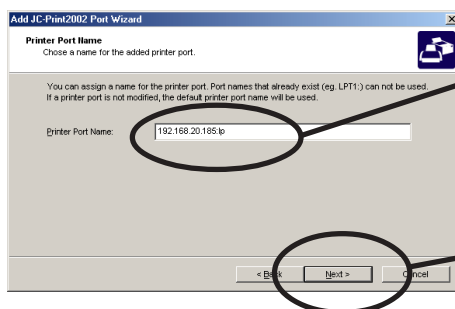 Add JC-Print2002 Port Wizard
Printer Port Name
Chose a name for the added printer port.
You can assign a name for the printer port. Port names that already exist (eg. LPT1:) can not be used.
If a printer port is not modified, the default printer port name will be used.
Printer Port Name:
192.168.20.185:lp
< Back Next > Cancel